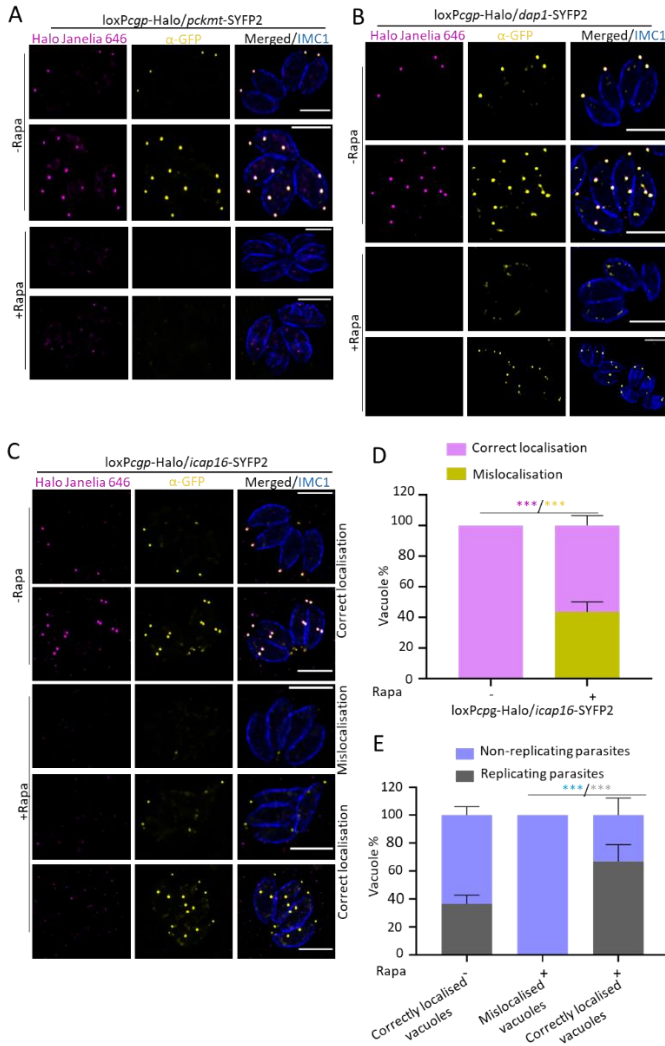 A
loxPcgp-Halo/pckmt-SYFP2
Halo Janelia 646 α-GFP Merged/IMC1
-Rapa
+Rapa
B
loxPcgp-Halo/dap1-SYFP2
Halo Janelia 646 α-GFP Merged/IMC1
-Rapa
+Rapa
C
loxPcgp-Halo/icap16-SYFP2
Halo Janelia 646 α-GFP Merged/IMC1
-Rapa
Correct localisation
+Rapa
Mislocalisation
Correct localisation
D
Correct localisation
Mislocalisation
***/***
Vacuole %
120
100
80
60
40
20
0
Rapa - +
loxPcpg-Halo/icap16-SYFP2
E
Non-replicating parasites
Replicating parasites
***/***
Vacuole %
120
100
80
60
40
20
0
Rapa - + +
Correctly localised vacuoles
Mislocalised vacuoles
Correctly localised vacuoles